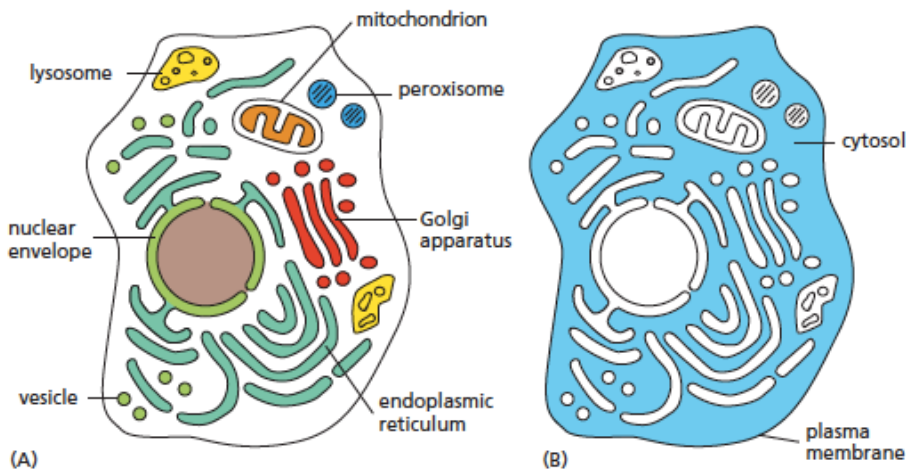 mitochondrion
lysosome
peroxisome
cytosol
Golgi
apparatus
nuclear
envelope
vesicle
endoplasmic
reticulum
plasma
membrane
(A)
(B)